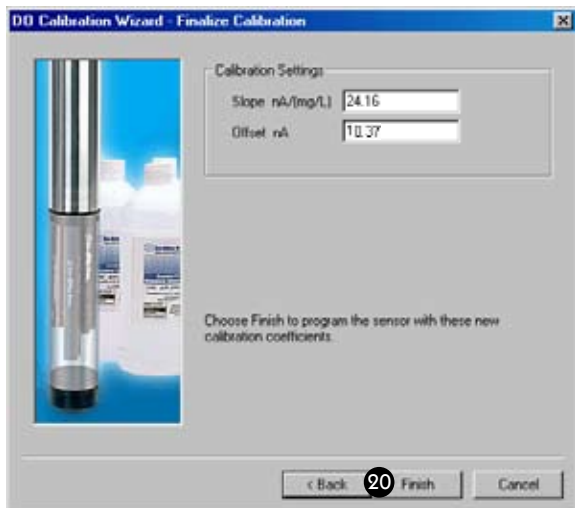 DO Calibration Wizard - Finalize Calibration
Calibration Settings
Slope nA/(mg/L) 24.16
Offset nA 10.37
Choose Finish to program the sensor with these new
calibration coefficients.
< Back 20 Finish Cancel